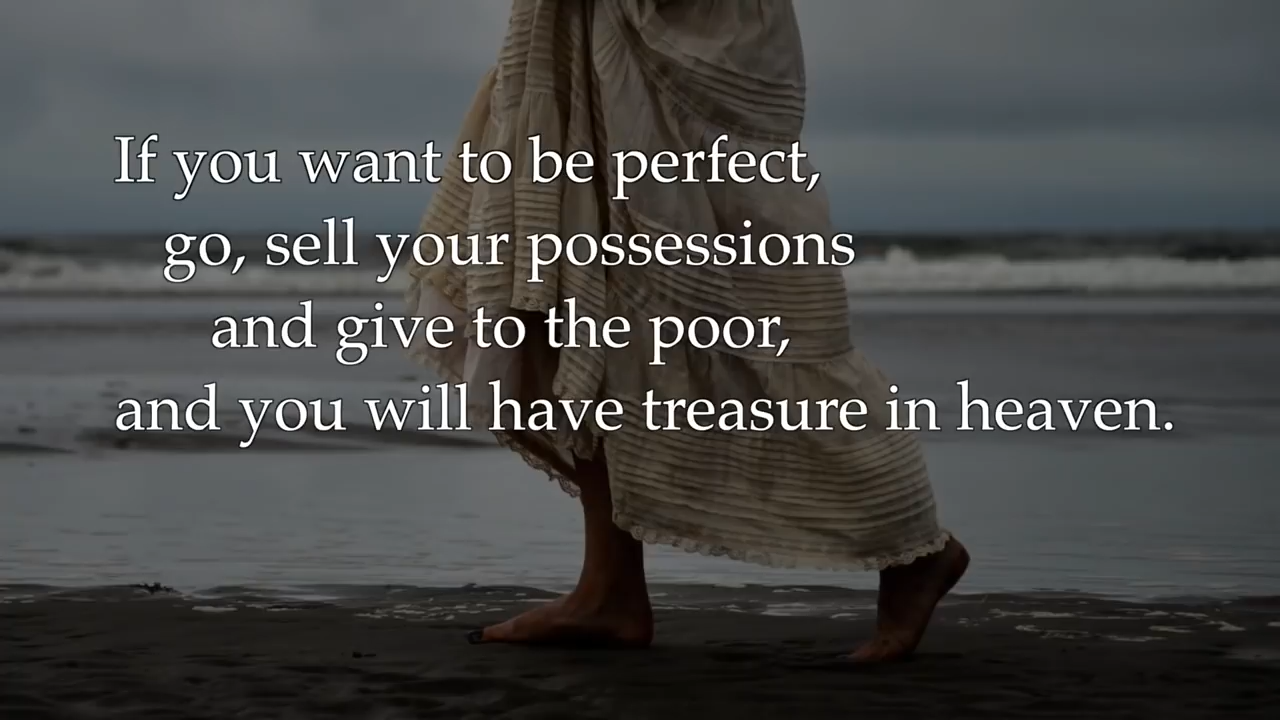 If you want to be perfect,
go, sell your possessions
and give to the poor,
and you will have treasure in heaven.